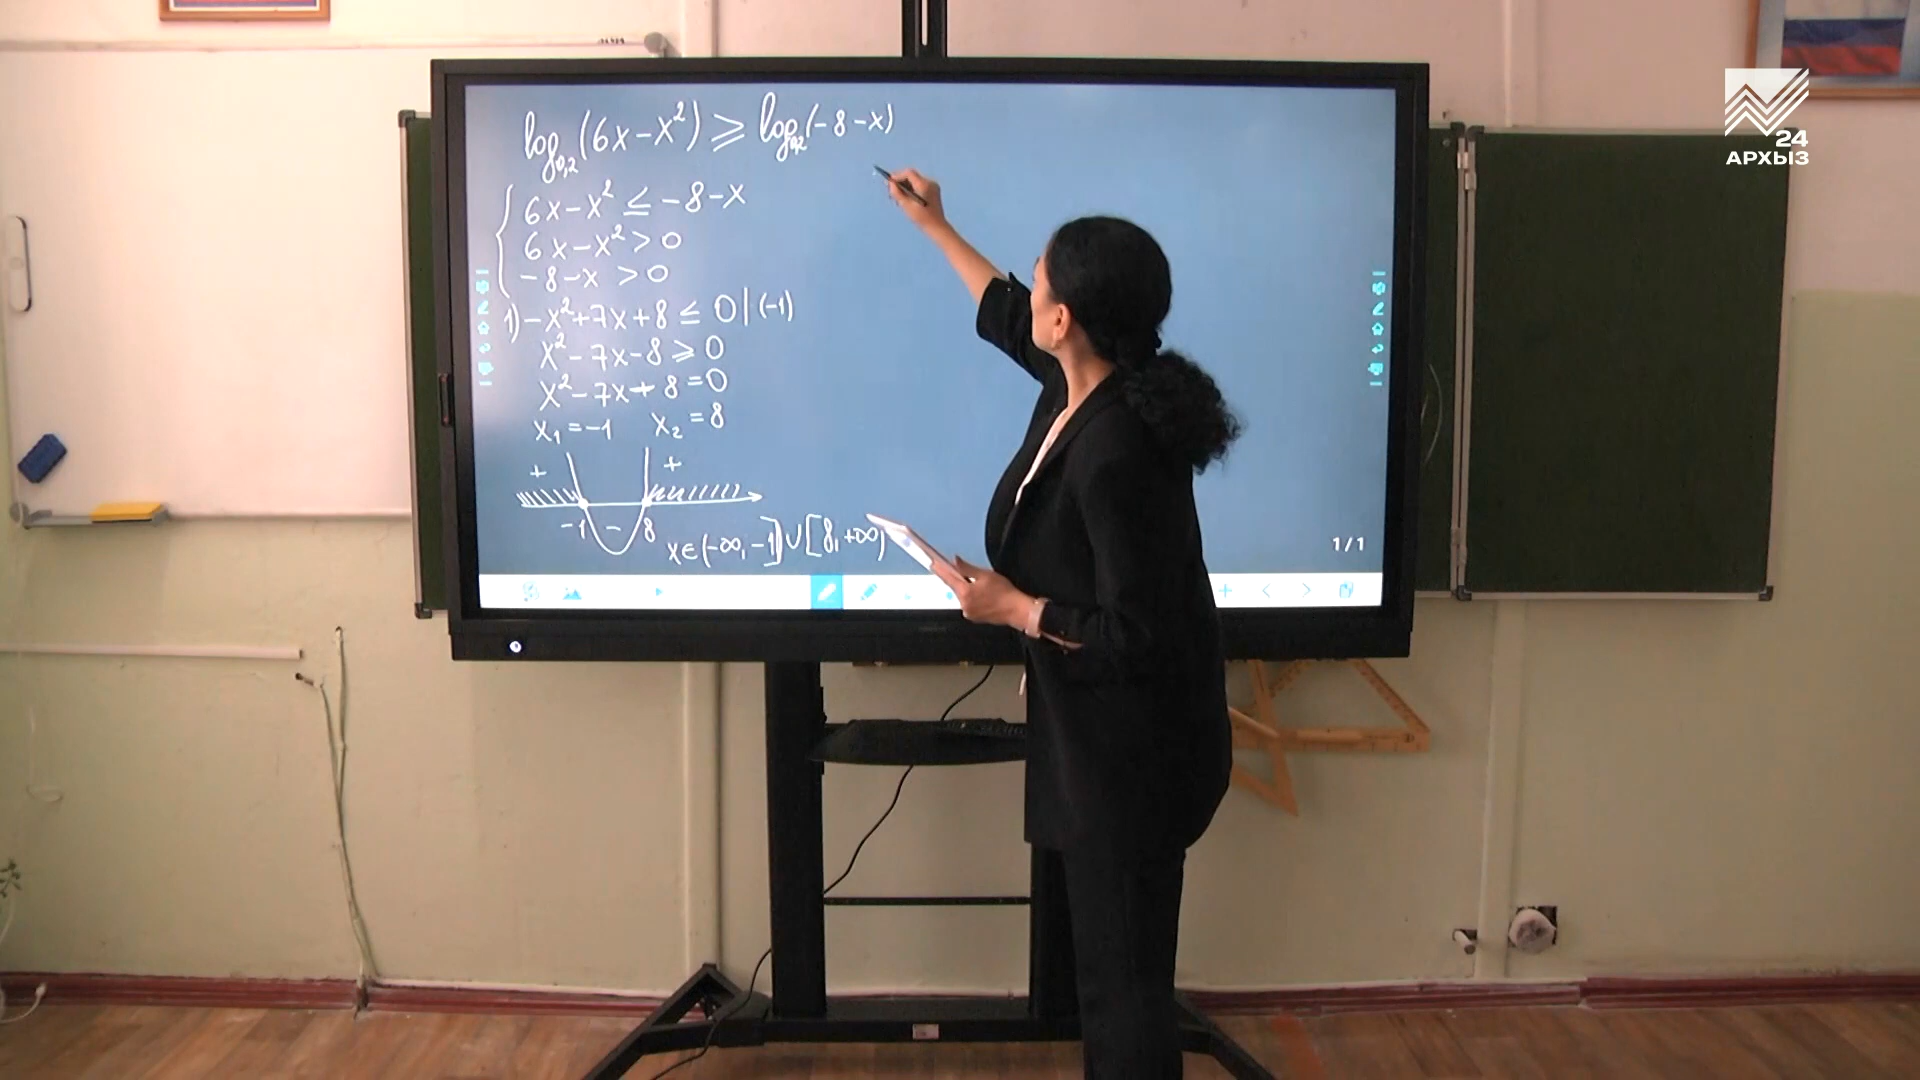 log₀,₂(6x-x²) ≥ log₀,₂(-8-x)
{ 6x-x² ≤ -8-x
6x-x² > 0
-8-x > 0
1) -x²+7x+8 ≤ 0 | (-1)
x²-7x-8 ≥ 0
x²-7x+8 = 0
x₁ = -1 x₂ = 8
+ +
-1 - 8
x∈(-∞, -1]∪[8, +∞)
1/1
24
АРХЫЗ